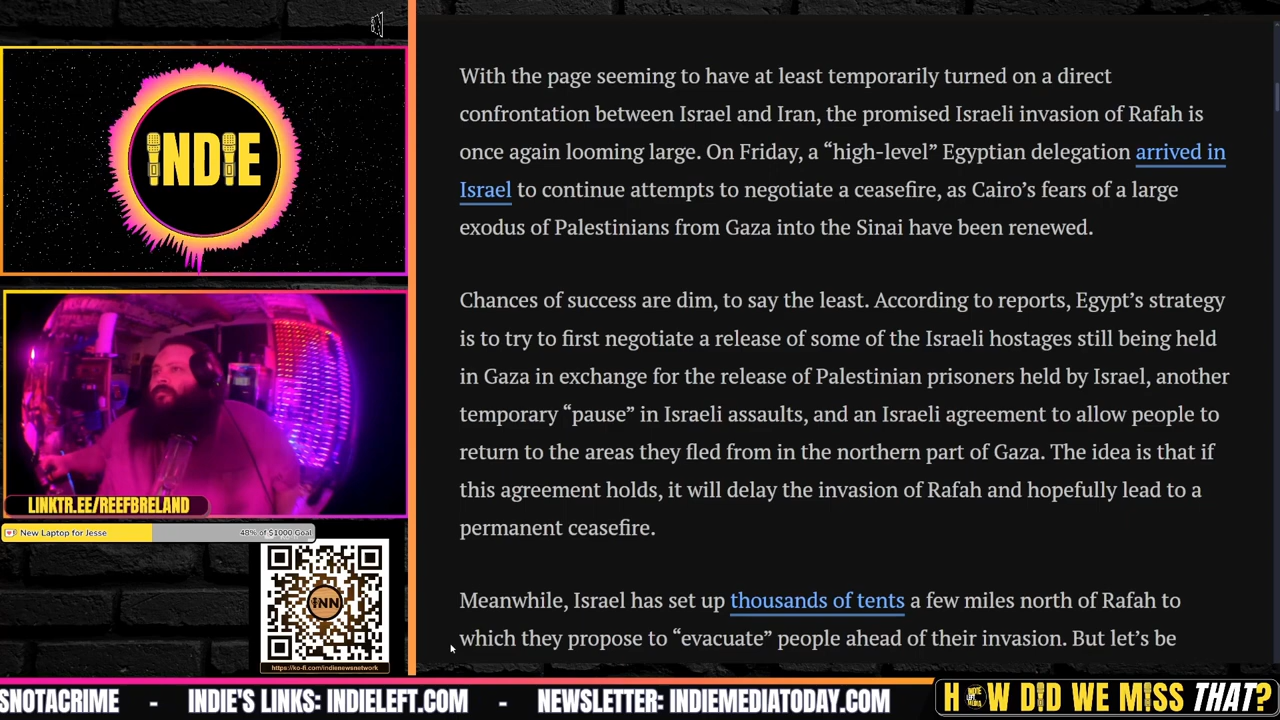 INDIE
LINKTR.EE/REEFBRELAND
New Laptop for Jesse
48% of $1000 Goal
INN
https://ko-fi.com/indienewsnetwork
With the page seeming to have at least temporarily turned on a direct
confrontation between Israel and Iran, the promised Israeli invasion of Rafah is
once again looming large. On Friday, a “high-level” Egyptian delegation arrived in
Israel to continue attempts to negotiate a ceasefire, as Cairo’s fears of a large
exodus of Palestinians from Gaza into the Sinai have been renewed.
Chances of success are dim, to say the least. According to reports, Egypt’s strategy
is to try to first negotiate a release of some of the Israeli hostages still being held
in Gaza in exchange for the release of Palestinian prisoners held by Israel, another
temporary “pause” in Israeli assaults, and an Israeli agreement to allow people to
return to the areas they fled from in the northern part of Gaza. The idea is that if
this agreement holds, it will delay the invasion of Rafah and hopefully lead to a
permanent ceasefire.
Meanwhile, Israel has set up thousands of tents a few miles north of Rafah to
which they propose to “evacuate” people ahead of their invasion. But let’s be
SNOTACRIME - INDIE'S LINKS: INDIELEFT.COM - NEWSLETTER: INDIEMEDIATODAY.COM
HOW DID WE MISS THAT?